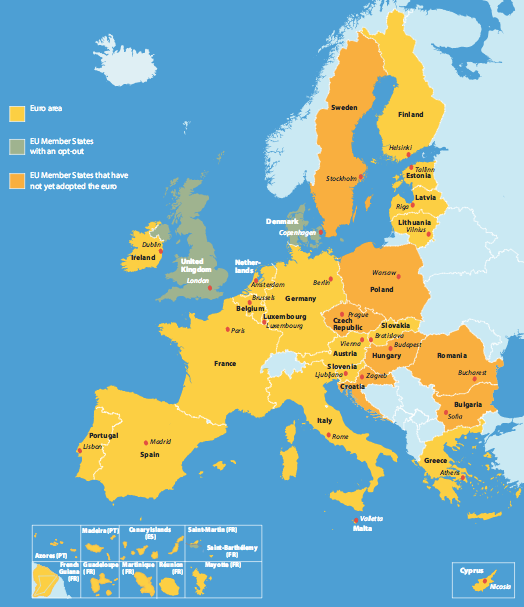 Euro area
EU Member States
with an opt-out
EU Member States that have
not yet adopted the euro
Sweden
Finland
Helsinki
Tallinn
Estonia
Stockholm
Latvia
Riga
Lithuania
Vilnius
Denmark
Copenhagen
Dublin
Ireland
United
Kingdom
London
Nether-
lands
Amsterdam
Berlin
Warsaw
Poland
Brussels
Belgium
Germany
Luxembourg
Luxembourg
Prague
Czech
Republic
Slovakia
Paris
Vienna
Bratislava
Budapest
Austria
Hungary
Romania
France
Slovenia
Ljubljana
Zagreb
Croatia
Bucharest
Bulgaria
Sofia
Italy
Rome
Portugal
Lisbon
Madrid
Spain
Greece
Athens
Valletta
Malta
Azores (PT)
Madeira (PT)
Canary Islands
(ES)
Saint-Martin (FR)
Saint-Barthélemy
(FR)
French
Guiana
(FR)
Guadeloupe
(FR)
Martinique
(FR)
Réunion
(FR)
Mayotte (FR)
Cyprus
Nicosia